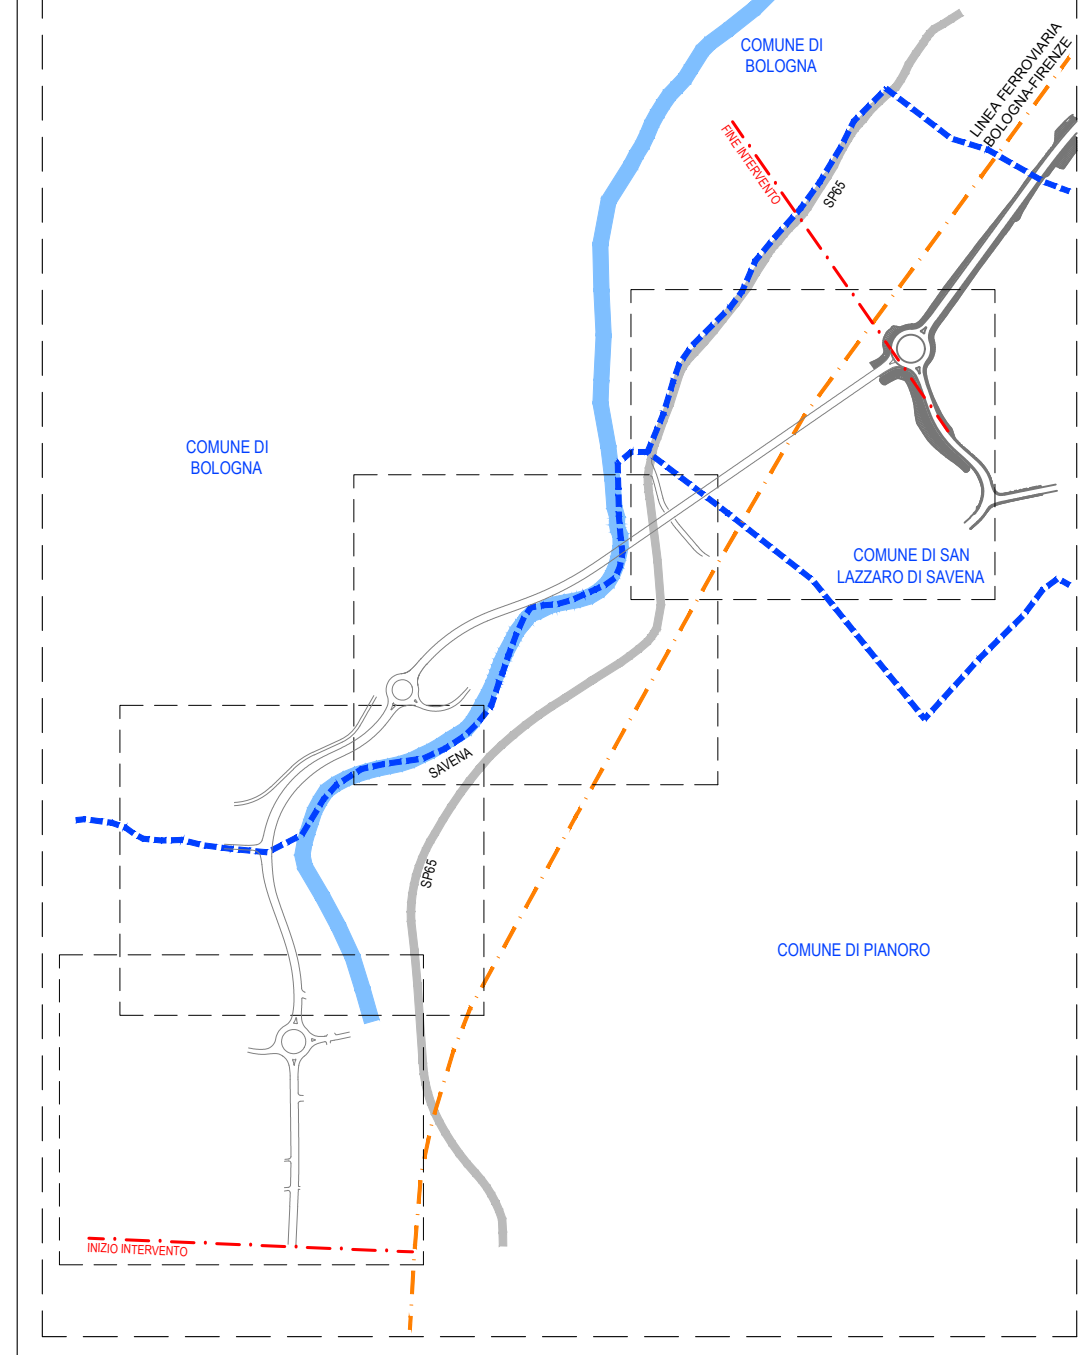 COMUNE DI
BOLOGNA
LINEA FERROVIARIA
BOLOGNA-FIRENZE
FINE INTERVENTO
SP65
COMUNE DI
BOLOGNA
COMUNE DI SAN
LAZZARO DI SAVENA
SAVENA
SP65
COMUNE DI PIANORO
INIZIO INTERVENTO